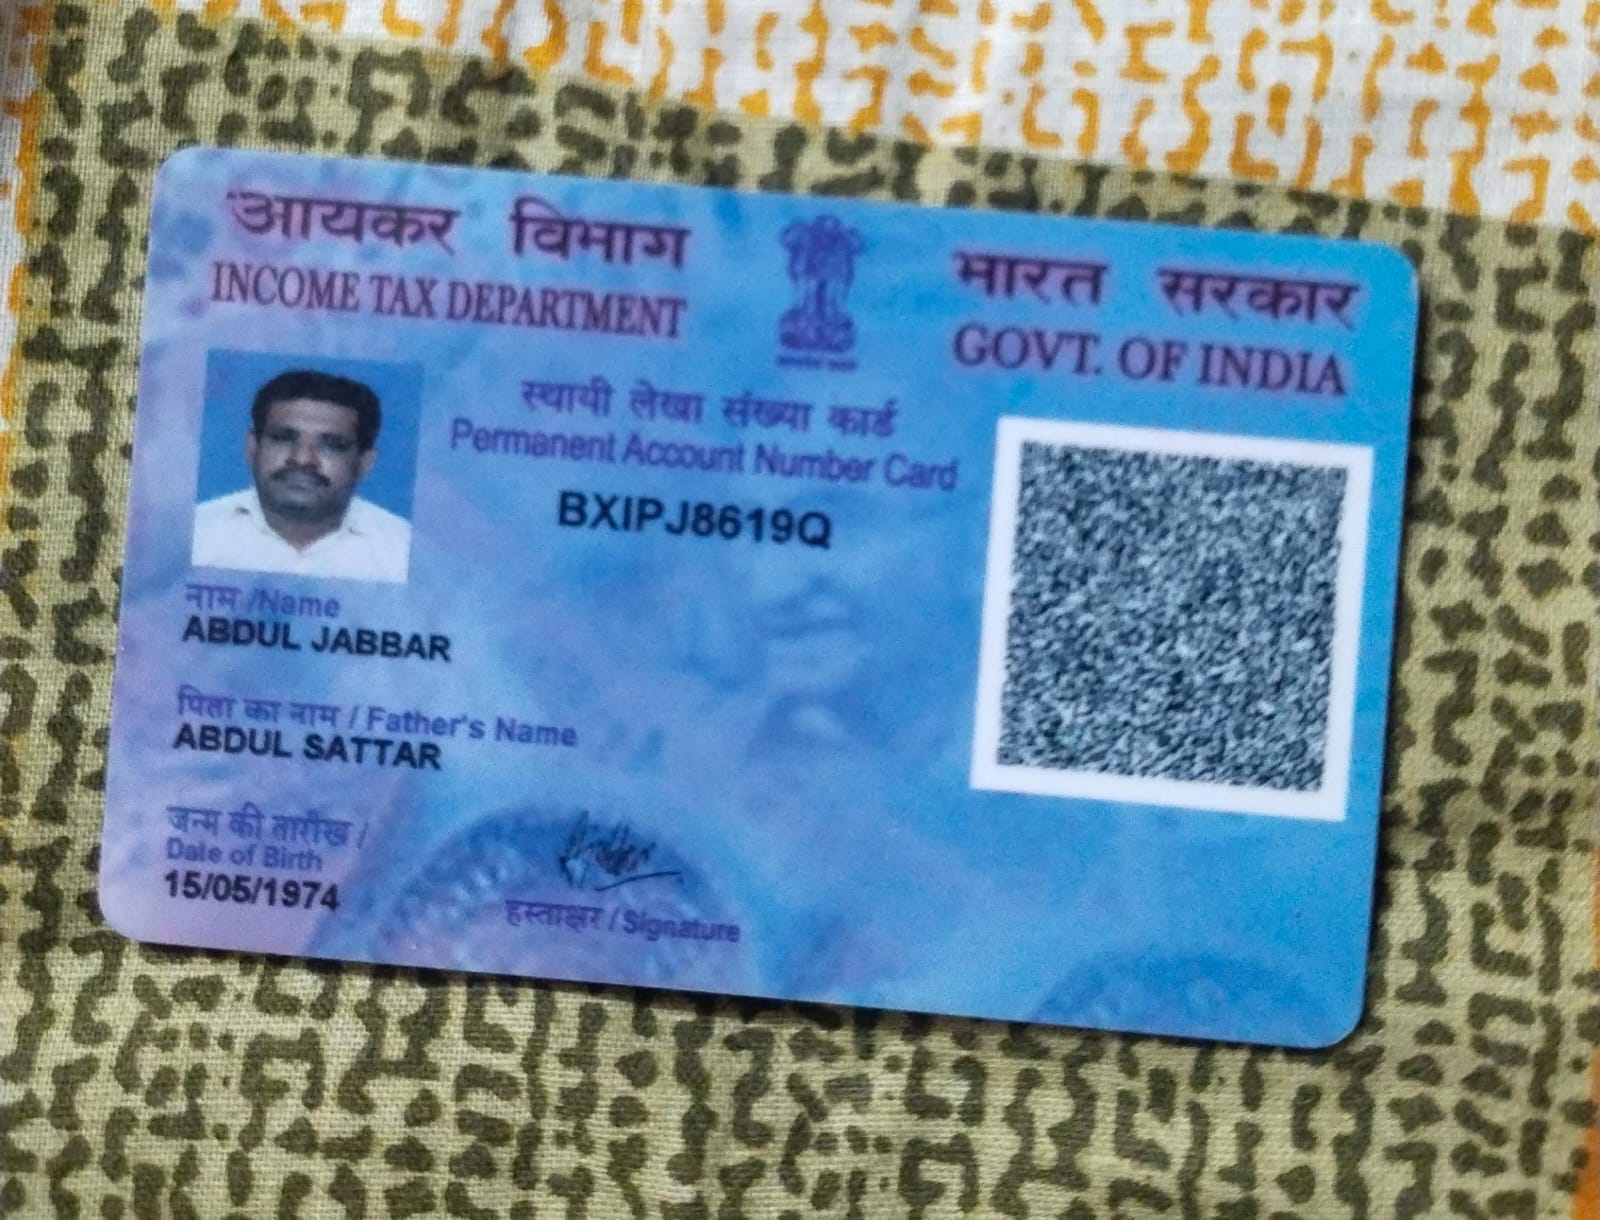 आयकर विभाग
INCOME TAX DEPARTMENT
भारत सरकार
GOVT. OF INDIA
स्थायी लेखा संख्या कार्ड
Permanent Account Number Card
BXIPJ8619Q
नाम /Name
ABDUL JABBAR
पिता का नाम / Father's Name
ABDUL SATTAR
जन्म की तारीख /
Date of Birth
15/05/1974
हस्ताक्षर / Signature